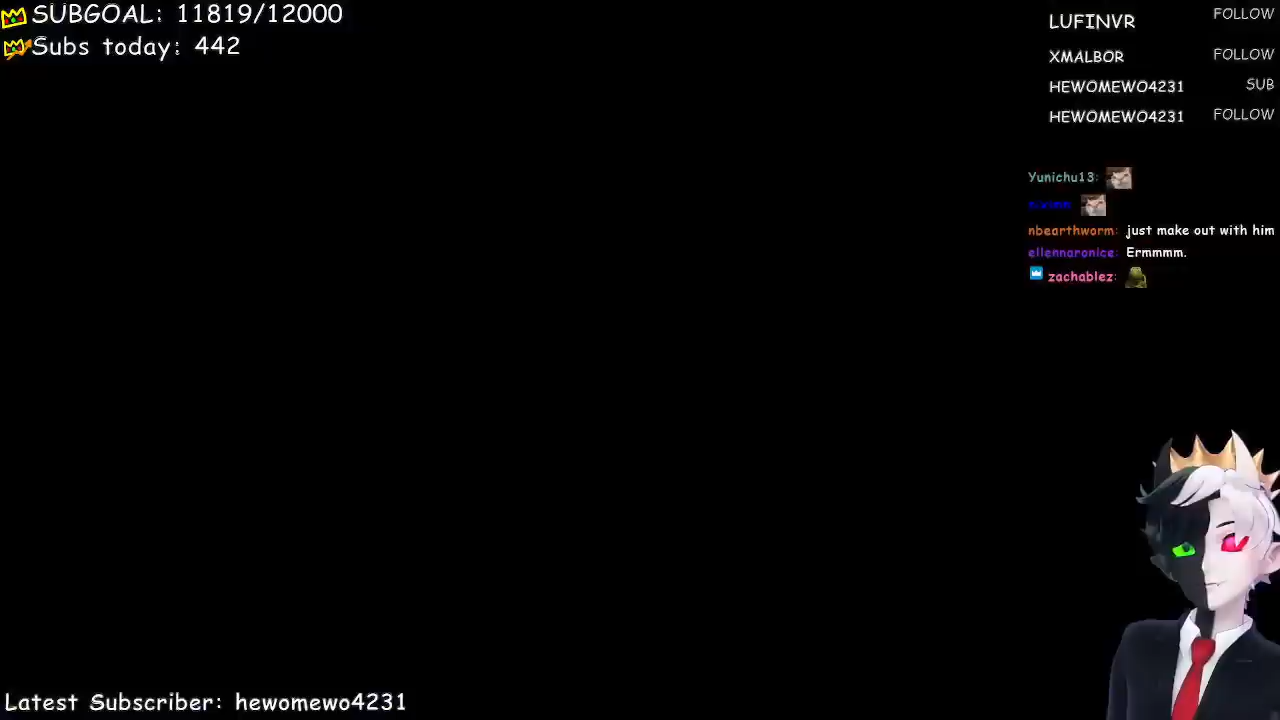 SUBGOAL: 11819/12000
Subs today: 442
LUFINVR FOLLOW
XMALBOR FOLLOW
HEWOMEWO4231 SUB
HEWOMEWO4231 FOLLOW
Yunichu13:
nbearthworm: just make out with him
ellennaronice: Ermmmm.
zachablez:
Latest Subscriber: hewomewo4231